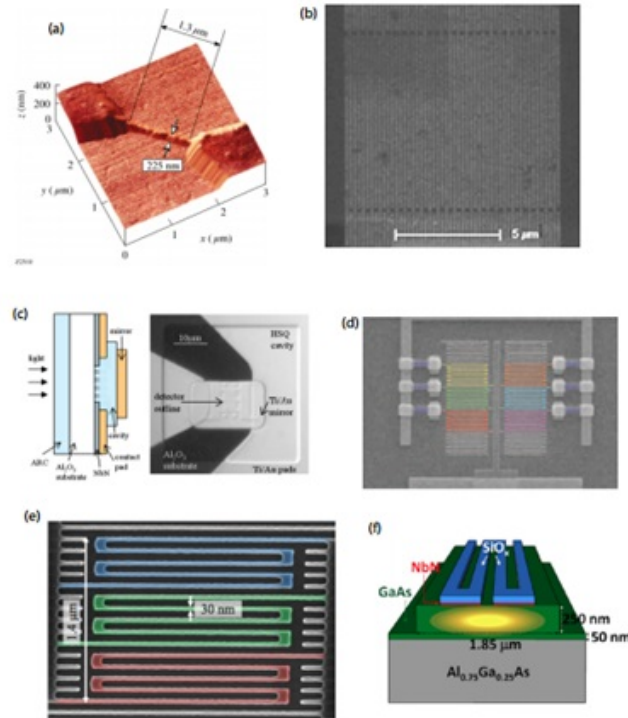 (a)
1.3 μm
z (nm)
400
200
0
3
2
1
y (μm)
225 nm
0
1
2
3
x (μm)
(b)
5 μm
(c)
light
mirror
cavity
contact
pad
ARC
Al₂O₃
substrate
NbN
10μm
HSQ
cavity
detector
outline
Ti/Au
mirror
Al₂O₃
substrate
Ti/Au pads
(d)
(e)
1.4 μm
30 nm
(f)
SiOₓ
NbN
GaAs
250 nm
50 nm
1.85 μm
Al₀.₇₅Ga₀.₂₅As